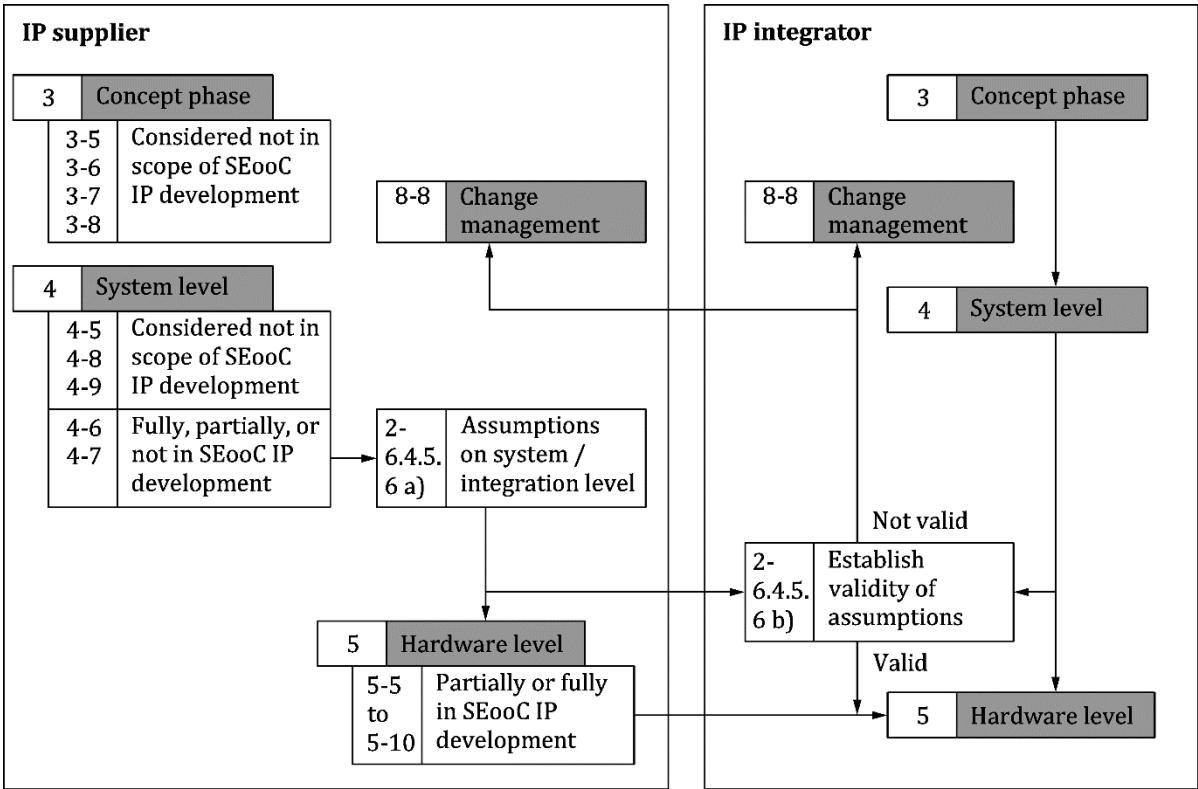 IP supplier
3 Concept phase
3-5 Considered not in
3-6 scope of SEooC
3-7 IP development
3-8
8-8 Change
management
4 System level
4-5 Considered not in
4-8 scope of SEooC
4-9 IP development
4-6 Fully, partially, or
4-7 not in SEooC IP
development
2- Assumptions
6.4.5. on system /
6 a) integration level
5 Hardware level
5-5 Partially or fully
to in SEooC IP
5-10 development
IP integrator
3 Concept phase
8-8 Change
management
4 System level
Not valid
2- Establish
6.4.5. validity of
6 b) assumptions
Valid
5 Hardware level